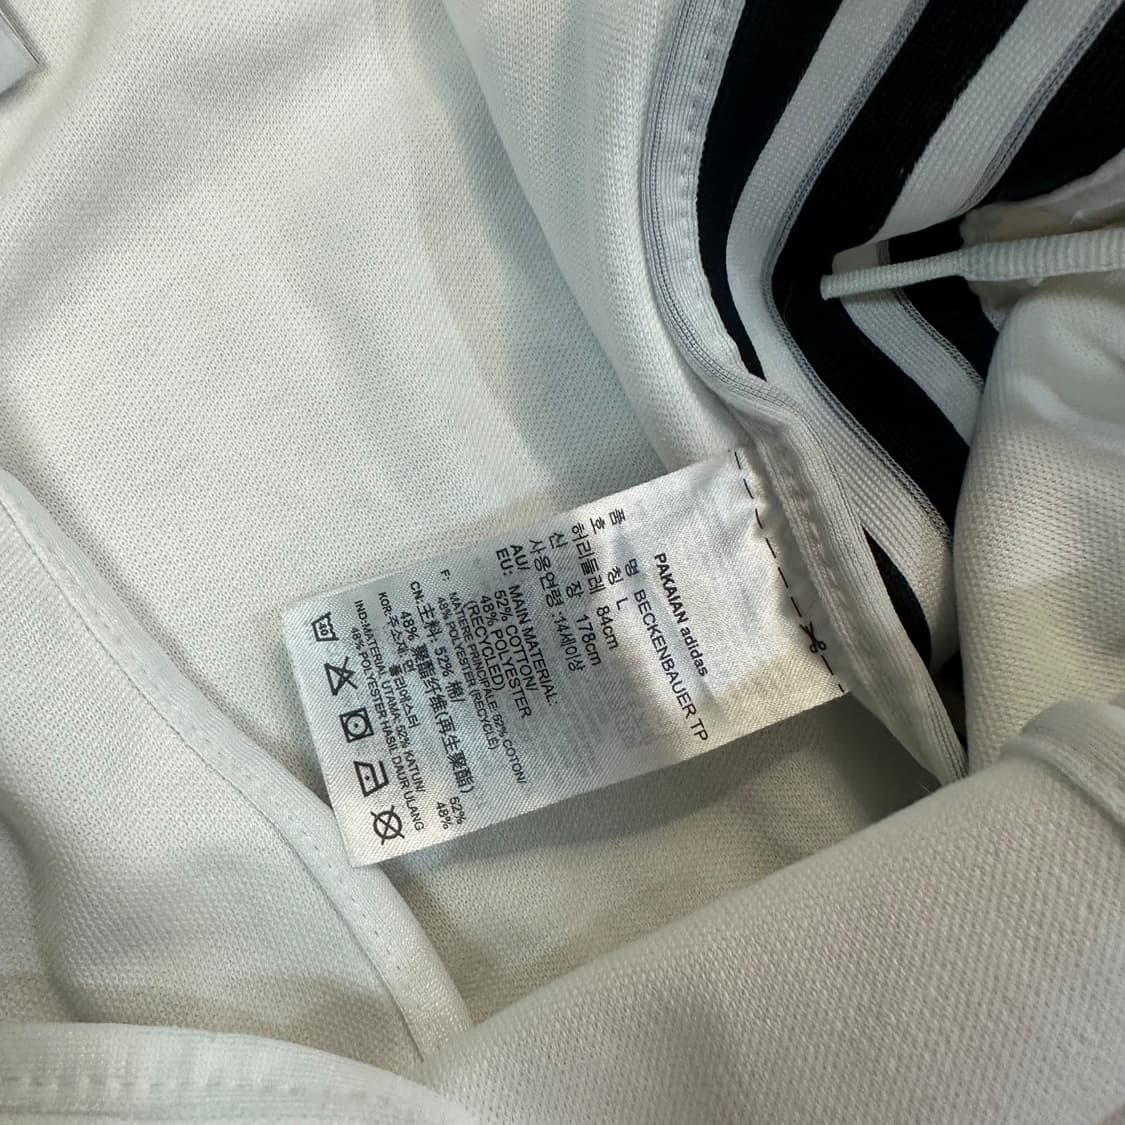 PAKAIAN adidas
품 명 BECKENBAUER TP
호 칭 L
허리둘레 84cm
신 장 178cm
사용연령 :14세이상
AU/ MAIN MATERIAL:
EU: 52% COTTON/
48% POLYESTER
(RECYCLED)
F: MATIERE PRINCIPALE: 52% COTON/
48% POLYESTER (RECYCLE)
CN:主料: 52% 棉/
48% 聚酯纤维(再生聚酯)
KOR:주소재 면 52%
폴리에스터 48%
IND:MATERIAL UTAMA: 52% KATUN/
48% POLYESTER HASIL DAUR ULANG